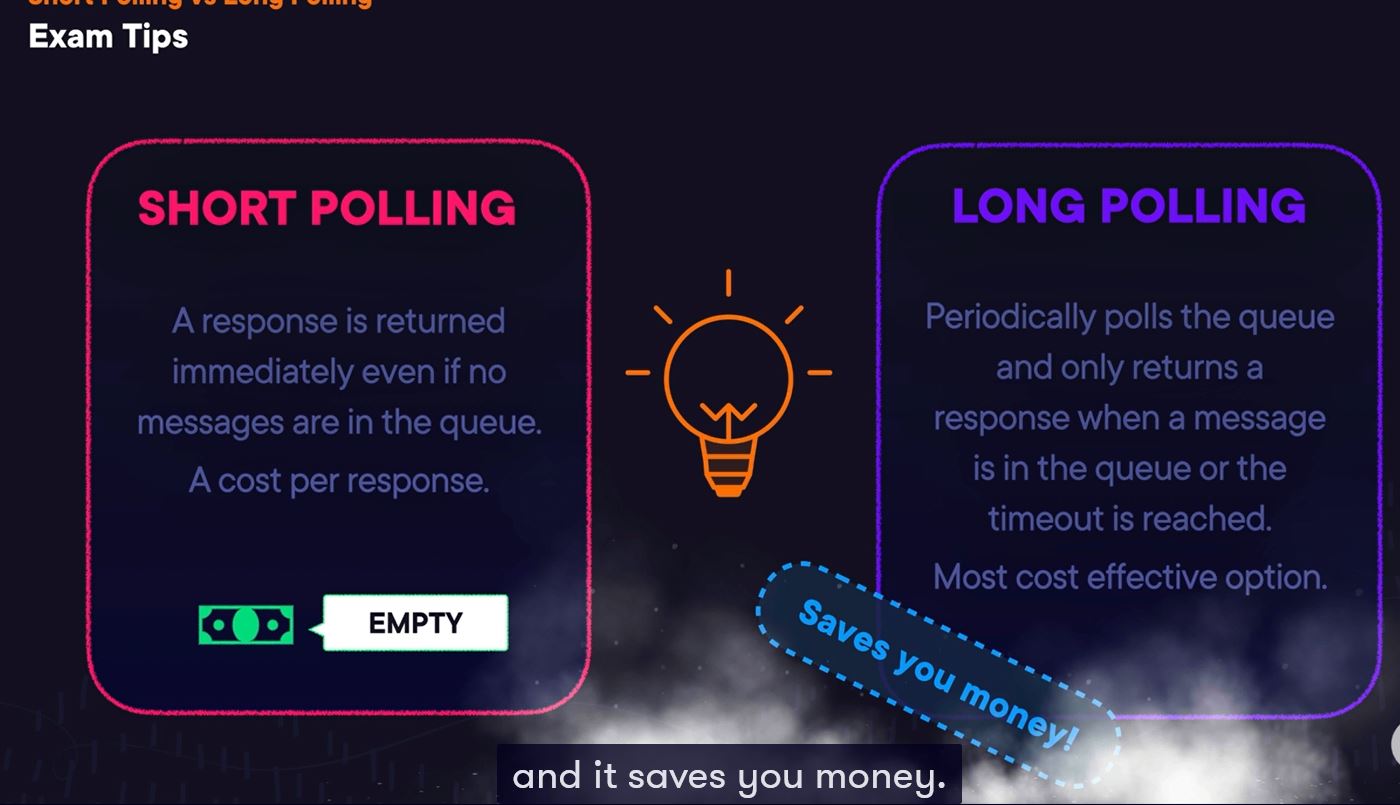 Short Polling vs Long Polling
Exam Tips
SHORT POLLING
A response is returned
immediately even if no
messages are in the queue.
A cost per response.
EMPTY
LONG POLLING
Periodically polls the queue
and only returns a
response when a message
is in the queue or the
timeout is reached.
Most cost effective option.
Saves you money!
and it saves you money.